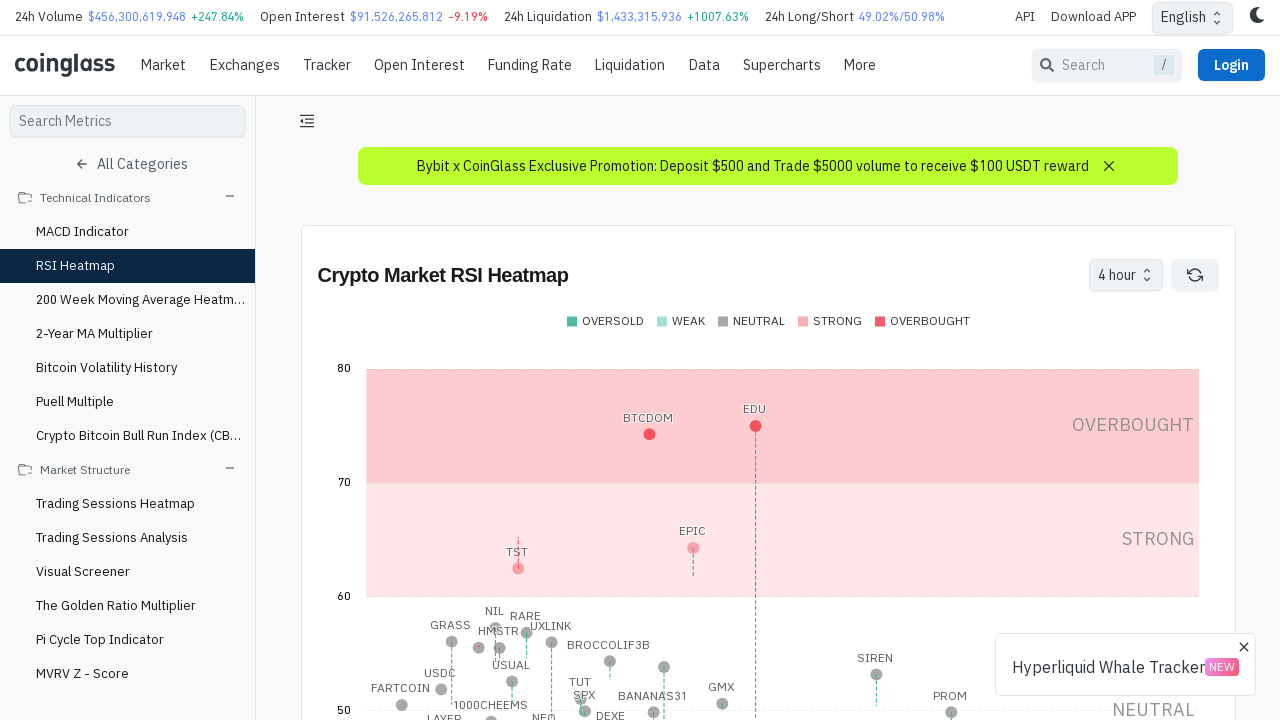 24h Volume $456,300,619,948 +247.84% Open Interest $91,526,265,812 -9.19% 24h Liquidation $1,433,315,936 +1007.63% 24h Long/Short 49.02%/50.98% API Download APP English
coinglass Market Exchanges Tracker Open Interest Funding Rate Liquidation Data Supercharts More Search / Login
Search Metrics
All Categories
Technical Indicators
MACD Indicator
RSI Heatmap
200 Week Moving Average Heatm...
2-Year MA Multiplier
Bitcoin Volatility History
Puell Multiple
Crypto Bitcoin Bull Run Index (CB...
Market Structure
Trading Sessions Heatmap
Trading Sessions Analysis
Visual Screener
The Golden Ratio Multiplier
Pi Cycle Top Indicator
MVRV Z - Score
Bybit x CoinGlass Exclusive Promotion: Deposit $500 and Trade $5000 volume to receive $100 USDT reward
Crypto Market RSI Heatmap
4 hour
OVERSOLD WEAK NEUTRAL STRONG OVERBOUGHT
80
EDU
BTCDOM
OVERBOUGHT
70
EPIC
STRONG
TST
60
NIL
RARE
GRASS
HMSTR
UXLINK
BROCCOLIF3B
SIREN
USUAL
USDC
TUT
FARTCOIN
GMX
SPX
BANANAS31
PROM
1000CHEEMS
50
NEUTRAL
LAYER
NEO
DEXE
Hyperliquid Whale Tracker NEW